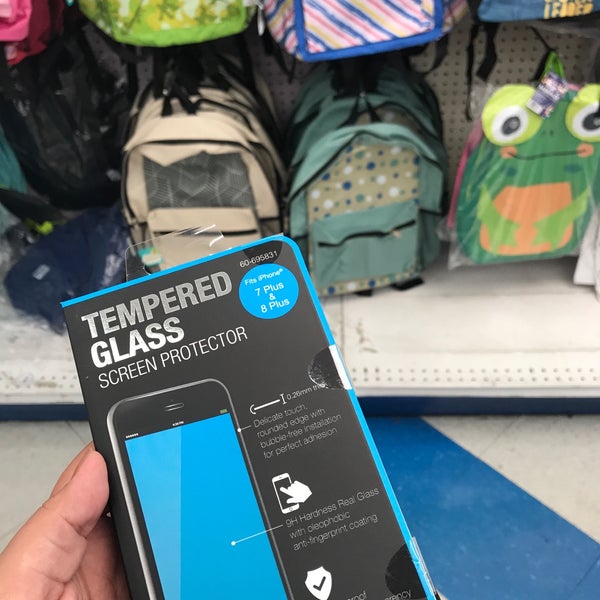 60-695831
TEMPERED
GLASS
SCREEN PROTECTOR
Fits iPhone®
7 Plus
&
8 Plus
0.26mm
Delicate touch,
rounded edge with
bubble-free installation
for perfect adhesion
9H Hardness Real Glass
with oleophobic
anti-fingerprint coating